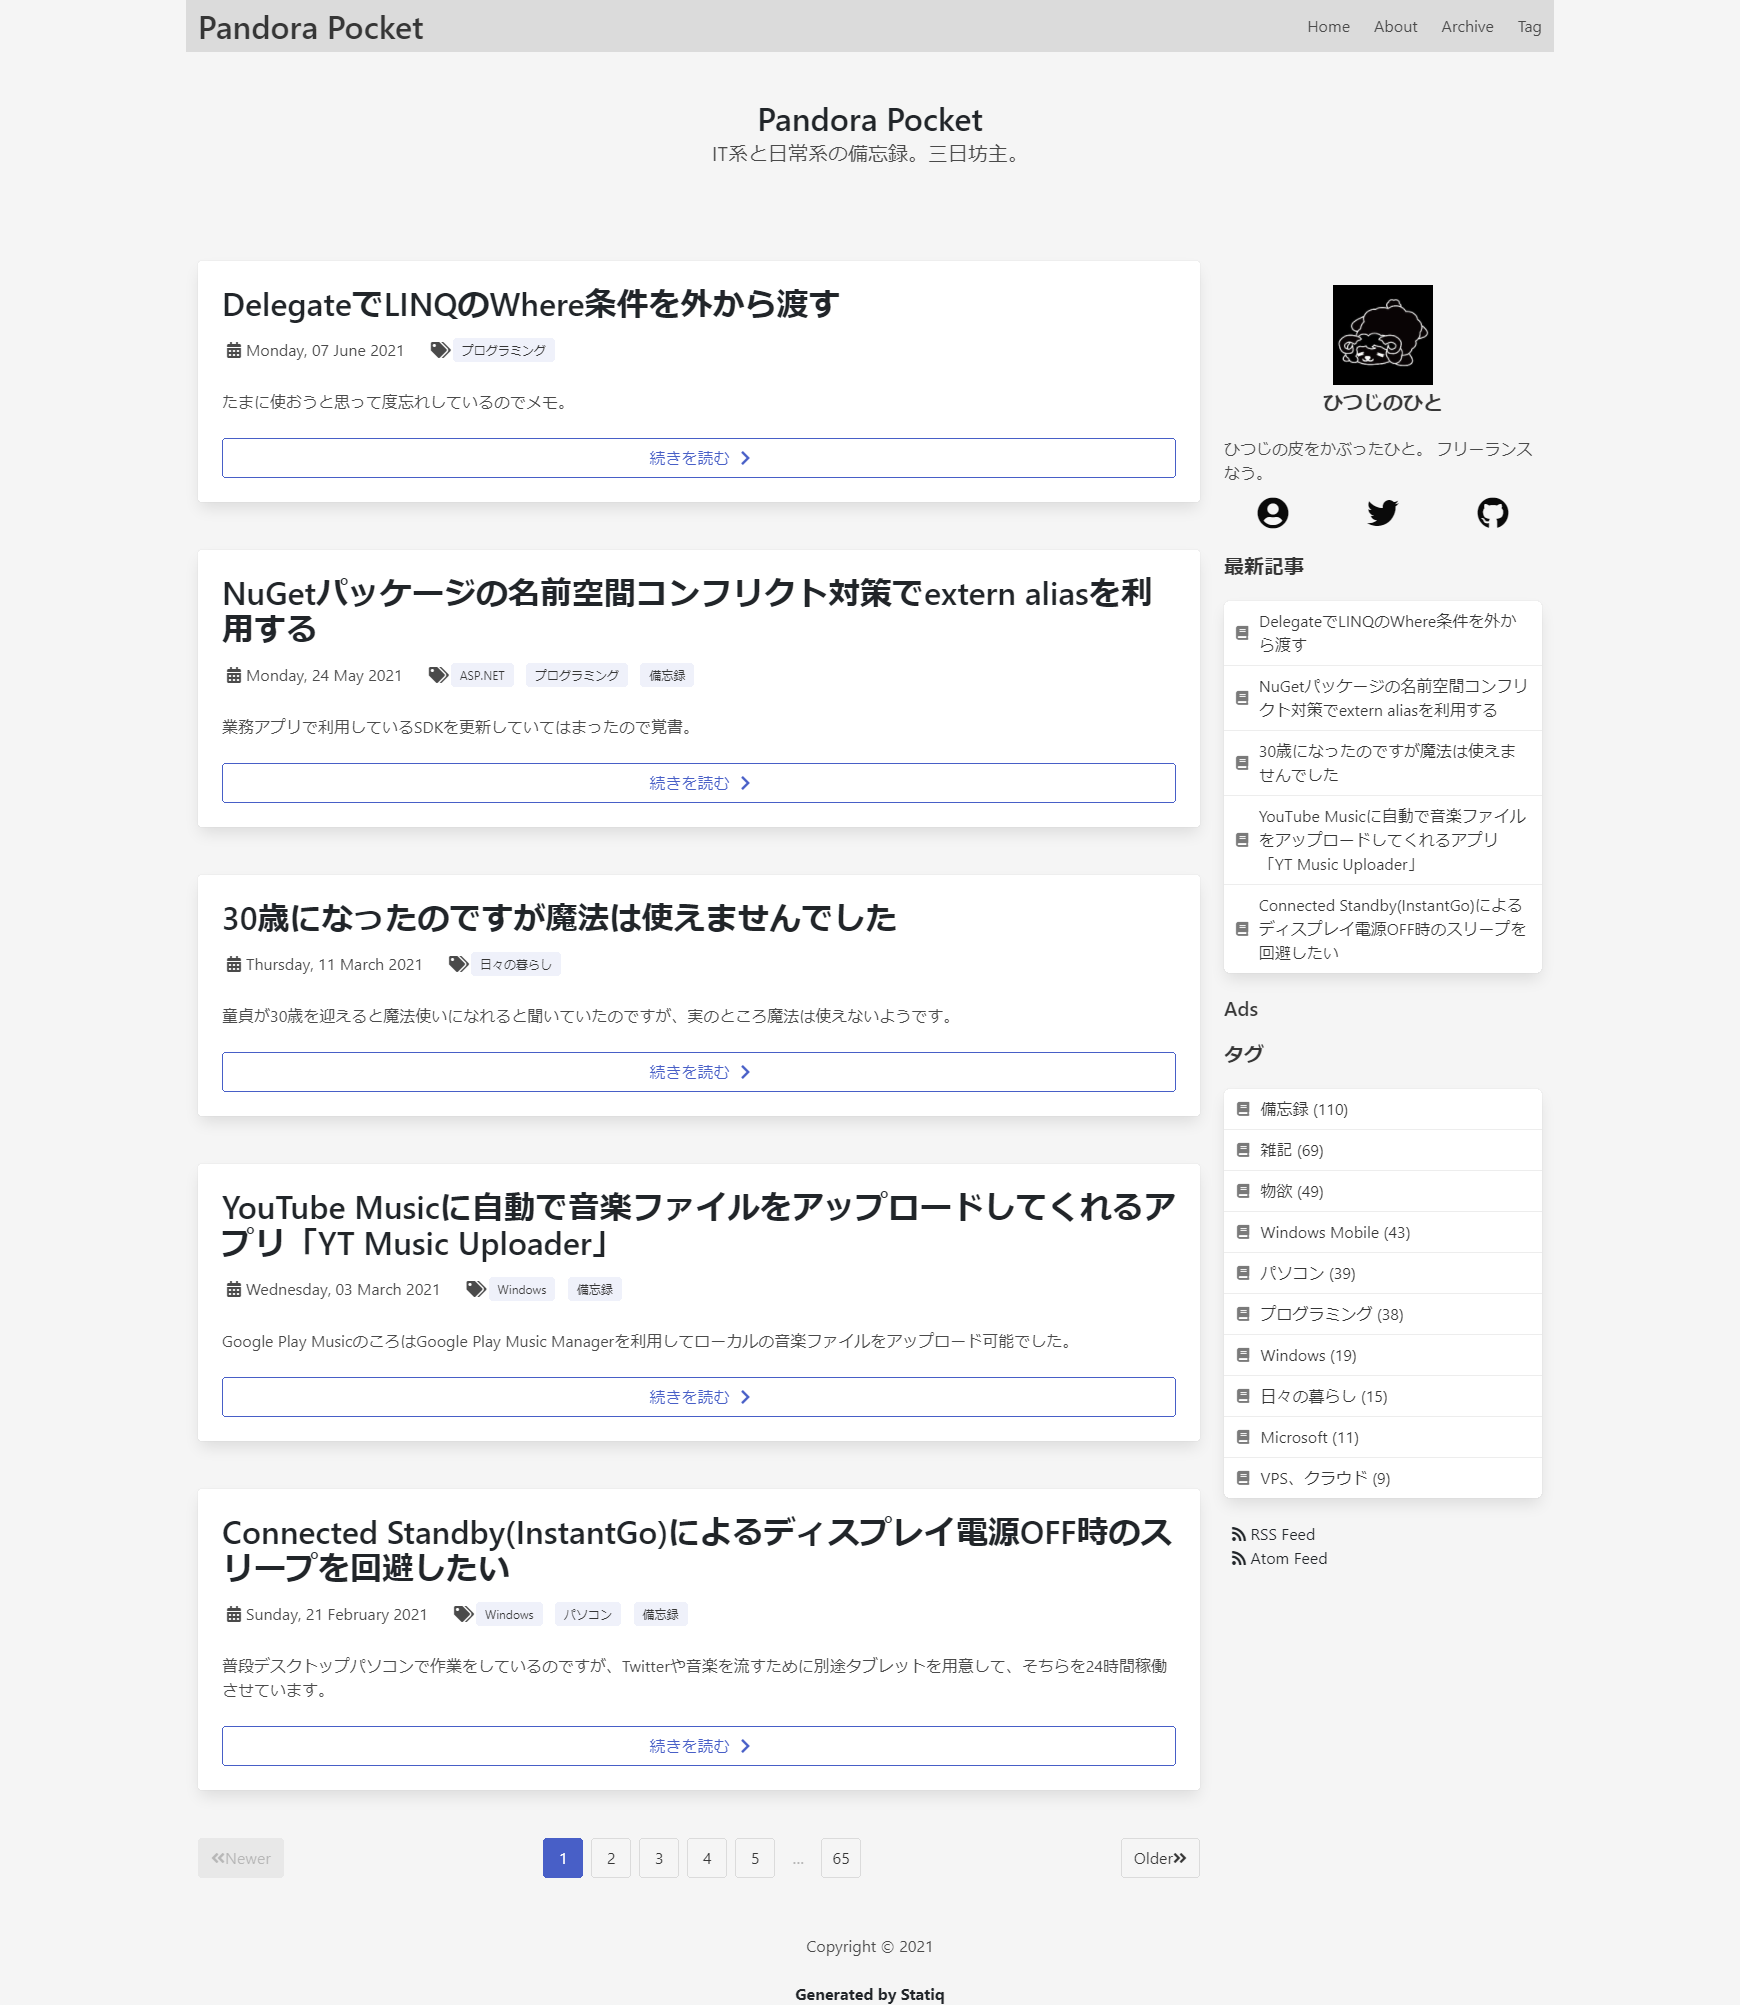 Pandora Pocket
Home About Archive Tag
Pandora Pocket
IT系と日常系の備忘録。三日坊主。
DelegateでLINQのWhere条件を外から渡す
Monday, 07 June 2021 プログラミング
たまに使おうと思って度忘れしているのでメモ。
続きを読む
NuGetパッケージの名前空間コンフリクト対策でextern aliasを利
用する
Monday, 24 May 2021 ASP.NET プログラミング 備忘録
業務アプリで利用しているSDKを更新していてはまったので覚書。
続きを読む
30歳になったのですが魔法は使えませんでした
Thursday, 11 March 2021 日々の暮らし
童貞が30歳を迎えると魔法使いになれると聞いていたのですが、実のところ魔法は使えないようです。
続きを読む
YouTube Musicに自動で音楽ファイルをアップロードしてくれるア
プリ「YT Music Uploader」
Wednesday, 03 March 2021 Windows 備忘録
Google Play MusicのころはGoogle Play Music Managerを利用してローカルの音楽ファイルをアップロード可能でした。
続きを読む
Connected Standby(InstantGo)によるディスプレイ電源OFF時のス
リープを回避したい
Sunday, 21 February 2021 Windows パソコン 備忘録
普段デスクトップパソコンで作業をしているのですが、Twitterや音楽を流すために別途タブレットを用意して、そちらを24時間稼働
させています。
続きを読む
Newer 1 2 3 4 5 … 65 Older
ひつじのひと
ひつじの皮をかぶったひと。 フリーランス
なう。
最新記事
DelegateでLINQのWhere条件を外か
ら渡す
NuGetパッケージの名前空間コンフリ
クト対策でextern aliasを利用する
30歳になったのですが魔法は使えま
せんでした
YouTube Musicに自動で音楽ファイル
をアップロードしてくれるアプリ
「YT Music Uploader」
Connected Standby(InstantGo)による
ディスプレイ電源OFF時のスリープを
回避したい
Ads
タグ
備忘録 (110)
雑記 (69)
物欲 (49)
Windows Mobile (43)
パソコン (39)
プログラミング (38)
Windows (19)
日々の暮らし (15)
Microsoft (11)
VPS、クラウド (9)
RSS Feed
Atom Feed
Copyright © 2021
Generated by Statiq